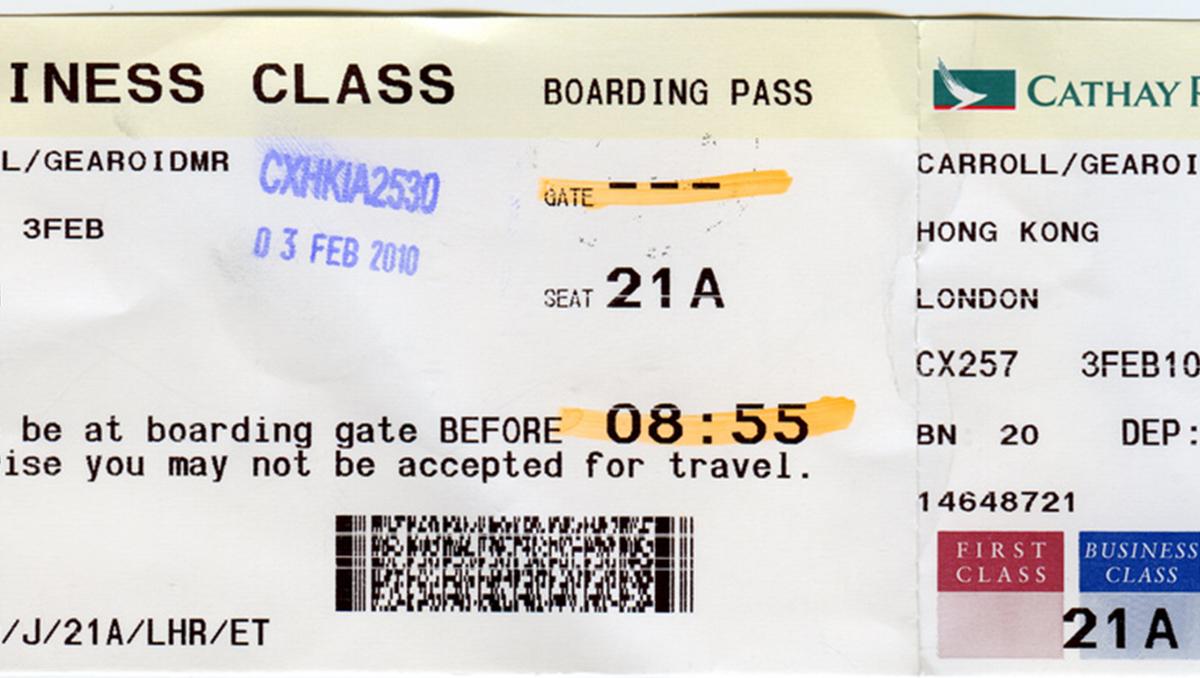 INESS CLASS
BOARDING PASS
L/GEAROIDMR
CXHKIA2530
3FEB
03 FEB 2010
GATE ---
SEAT 21A
be at boarding gate BEFORE 08:55
ise you may not be accepted for travel.
/J/21A/LHR/ET
CATHAY P
CARROLL/GEAROI
HONG KONG
LONDON
CX257 3FEB10
BN 20 DEP:
14648721
FIRST CLASS
BUSINESS CLASS
21A